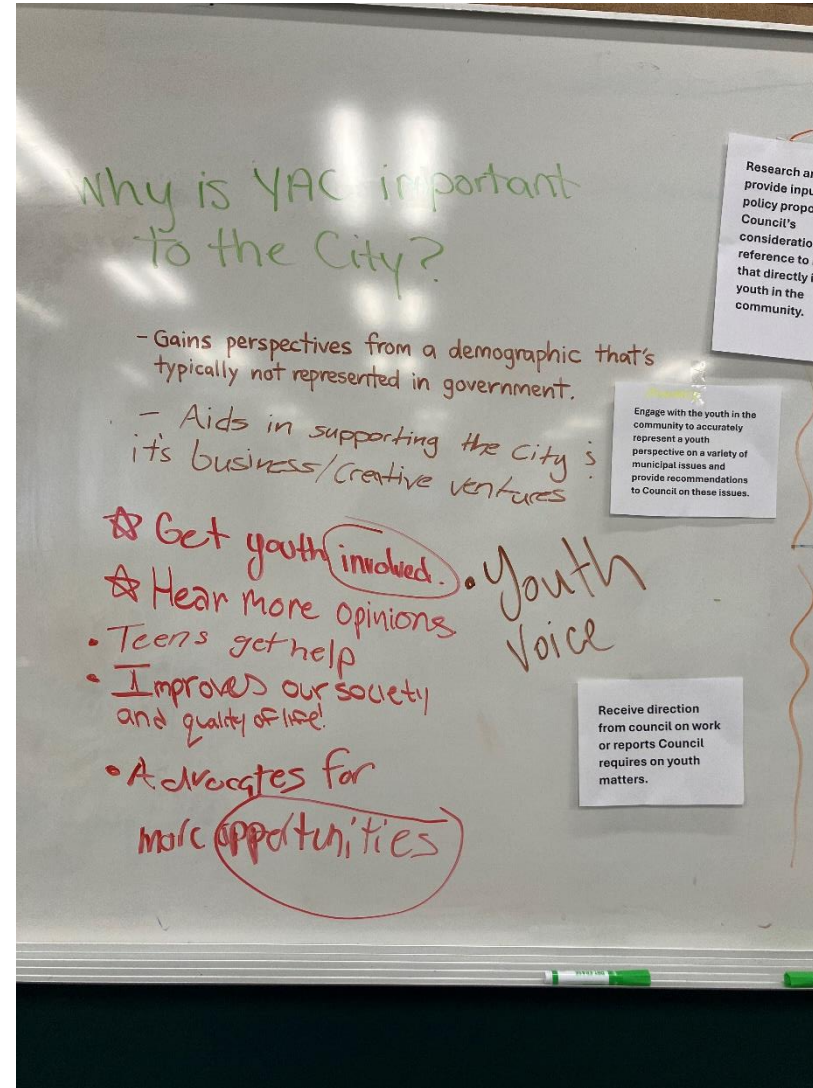 Why is YAC important
to the City?
- Gains perspectives from a demographic that's
typically not represented in government.
- Aids in supporting the City &
it's business/creative ventures
☆ Get youth involved.
☆ Hear more opinions
• Teens get help
• Improves our society
and quality of life!
• Advocates for
more opportunities
• Youth
Voice
Research
provide
policy
Council's
reference to
that directly
youth in the
community.
Engage with the youth in the
community to accurately
represent a youth
perspective on a variety of
municipal issues and
provide recommendations
to Council on these issues.
Receive direction
from council on work
or reports Council
requires on youth
matters.